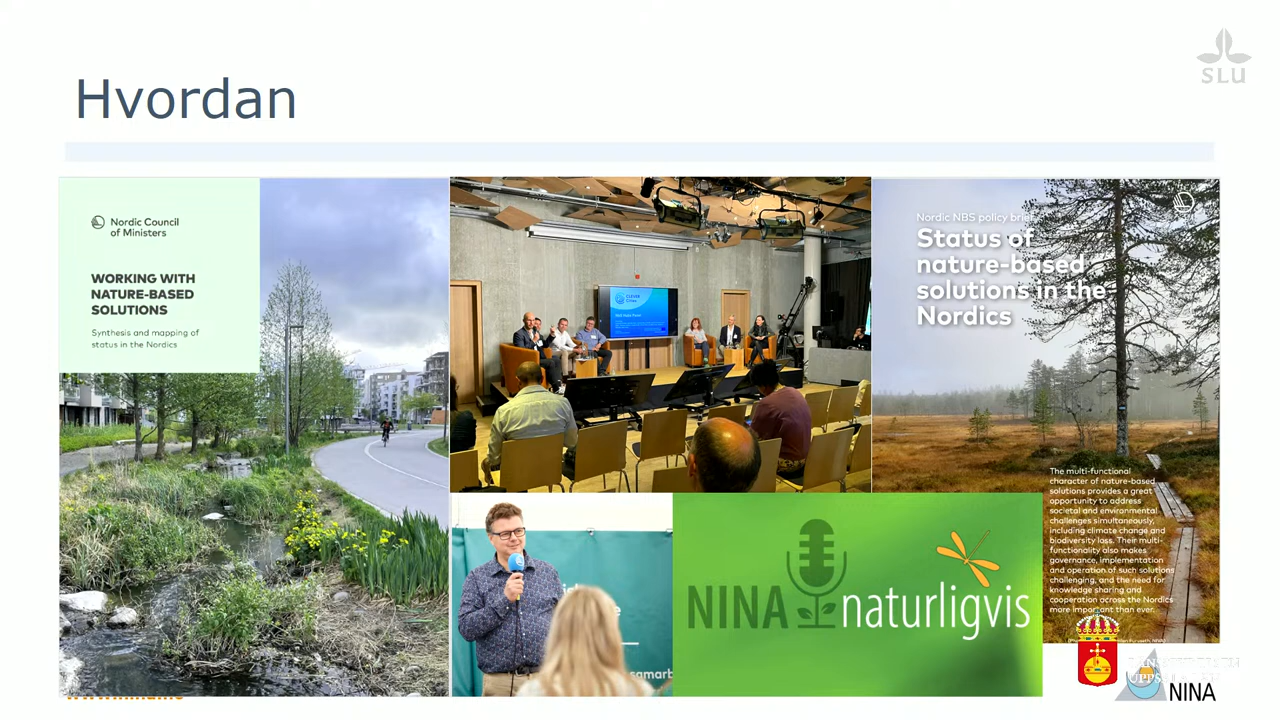 SLU
Hvordan
Nordic Council
of Ministers
WORKING WITH
NATURE-BASED
SOLUTIONS
Synthesis and mapping of
status in the Nordics
CLEVER
Cities
Nordic NBS policy brief
Status of
nature-based
solutions in the
Nordics
The multi-functional
character of nature-based
solutions provides a great
opportunity to address
societal and environmental
challenges simultaneously,
including climate change and
biodiversity loss. Their multi-
functionality also makes
governance, implementation
and operation of such solutions
challenging, and the need for
knowledge sharing and
cooperation across the Nordics
more important than ever.
NINA naturligvis
samarb
NINA